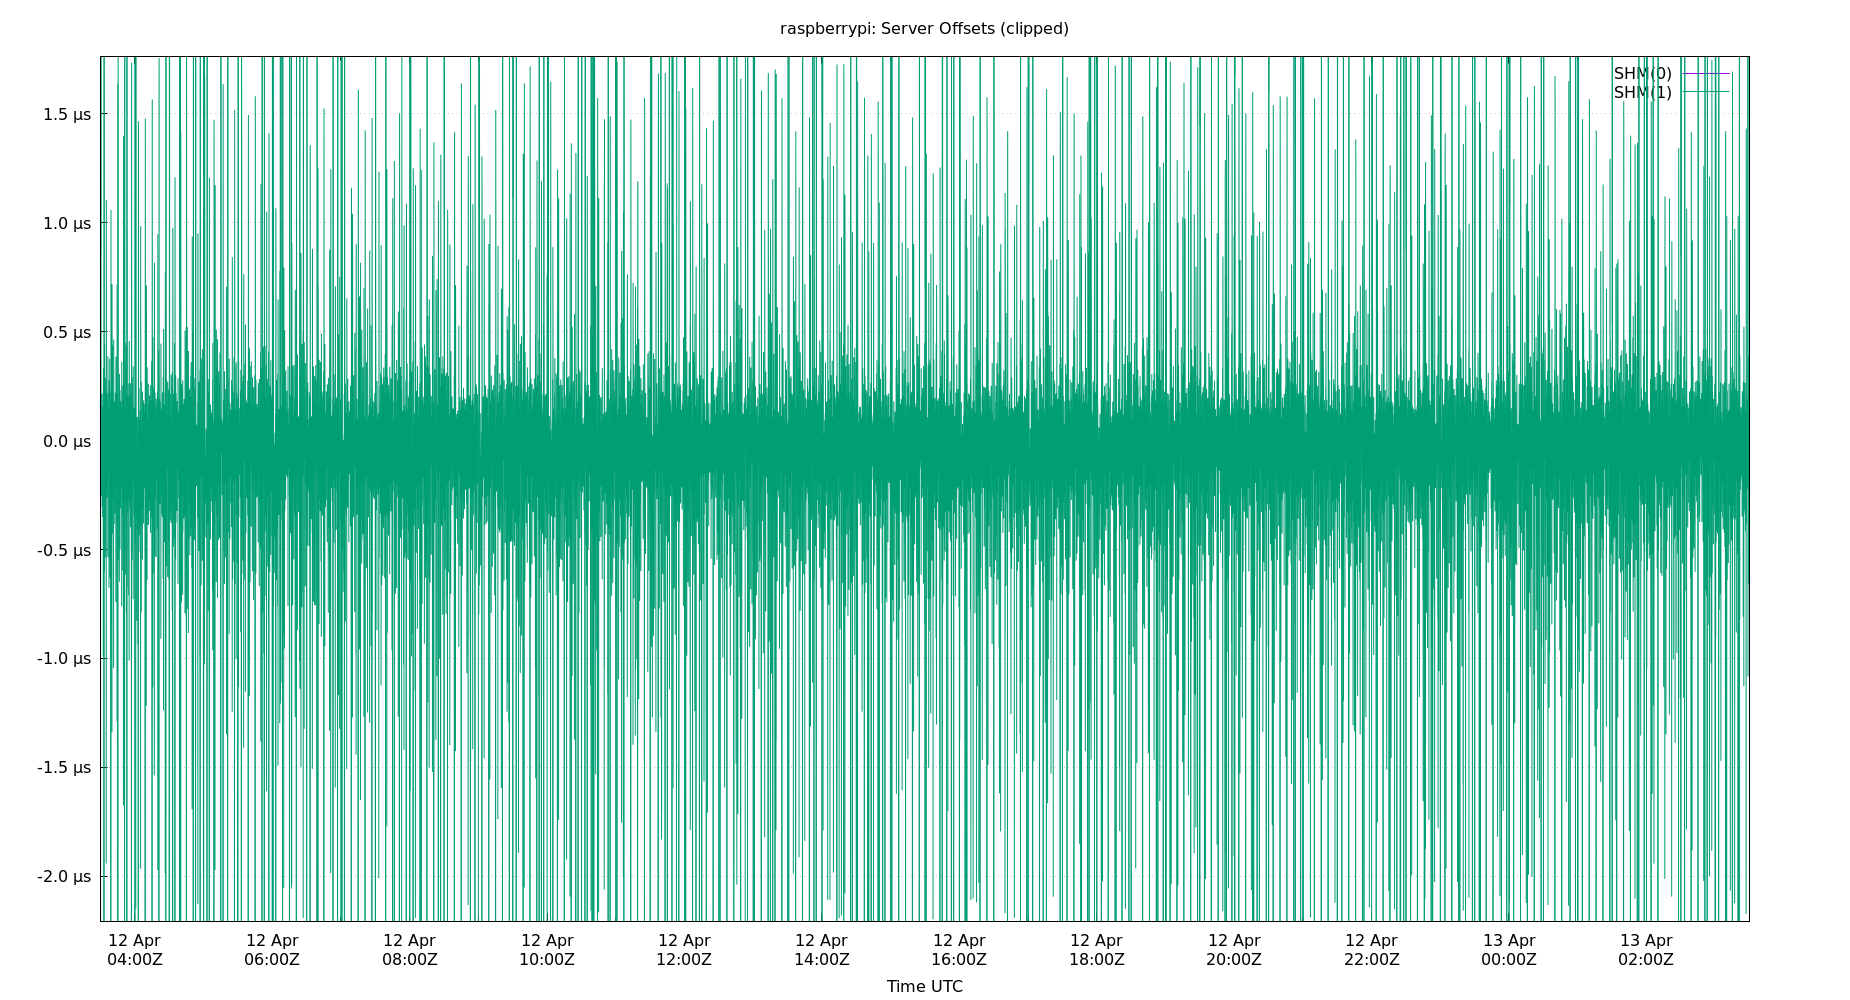 raspberrypi: Server Offsets (clipped)
SHM(0)
SHM(1)
1.5 µs
1.0 µs
0.5 µs
0.0 µs
-0.5 µs
-1.0 µs
-1.5 µs
-2.0 µs
12 Apr 12 Apr 12 Apr 12 Apr 12 Apr 12 Apr 12 Apr 12 Apr 12 Apr 12 Apr 13 Apr 13 Apr
04:00Z 06:00Z 08:00Z 10:00Z 12:00Z 14:00Z 16:00Z 18:00Z 20:00Z 22:00Z 00:00Z 02:00Z
Time UTC